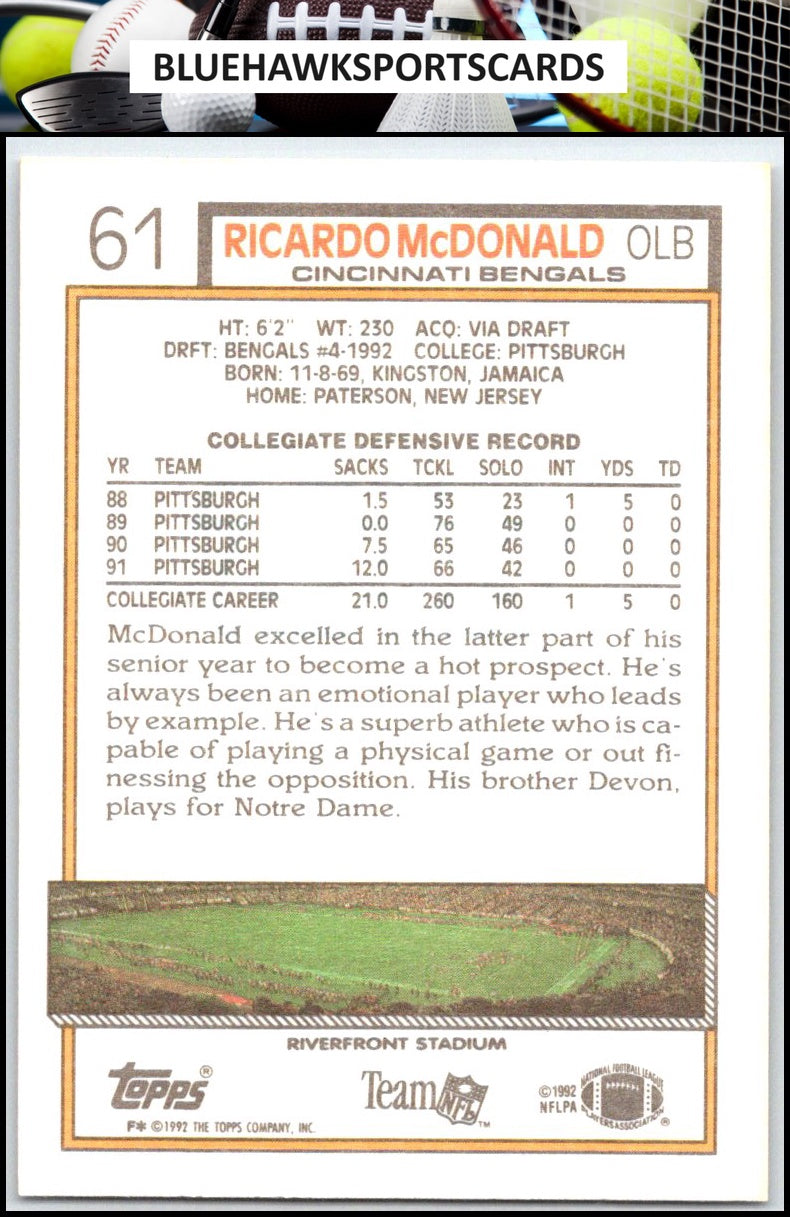 BLUEHAWKSPORTSCARDS
61 RICARDO McDONALD OLB
CINCINNATI BENGALS
HT: 6'2" WT: 230 ACQ: VIA DRAFT
DRFT: BENGALS #4-1992 COLLEGE: PITTSBURGH
BORN: 11-8-69, KINGSTON, JAMAICA
HOME: PATERSON, NEW JERSEY
COLLEGIATE DEFENSIVE RECORD
YR TEAM SACKS TCKL SOLO INT YDS TD
88 PITTSBURGH 1.5 53 23 1 5 0
89 PITTSBURGH 0.0 76 49 0 0 0
90 PITTSBURGH 7.5 65 46 0 0 0
91 PITTSBURGH 12.0 66 42 0 0 0
COLLEGIATE CAREER 21.0 260 160 1 5 0
McDonald excelled in the latter part of his
senior year to become a hot prospect. He's
always been an emotional player who leads
by example. He's a superb athlete who is ca-
pable of playing a physical game or out fi-
nessing the opposition. His brother Devon,
plays for Notre Dame.
RIVERFRONT STADIUM
TOPPS®
F* ©1992 THE TOPPS COMPANY, INC.
Team NFL™
©1992
NFLPA
NATIONAL FOOTBALL LEAGUE
PLAYERS ASSOCIATION®